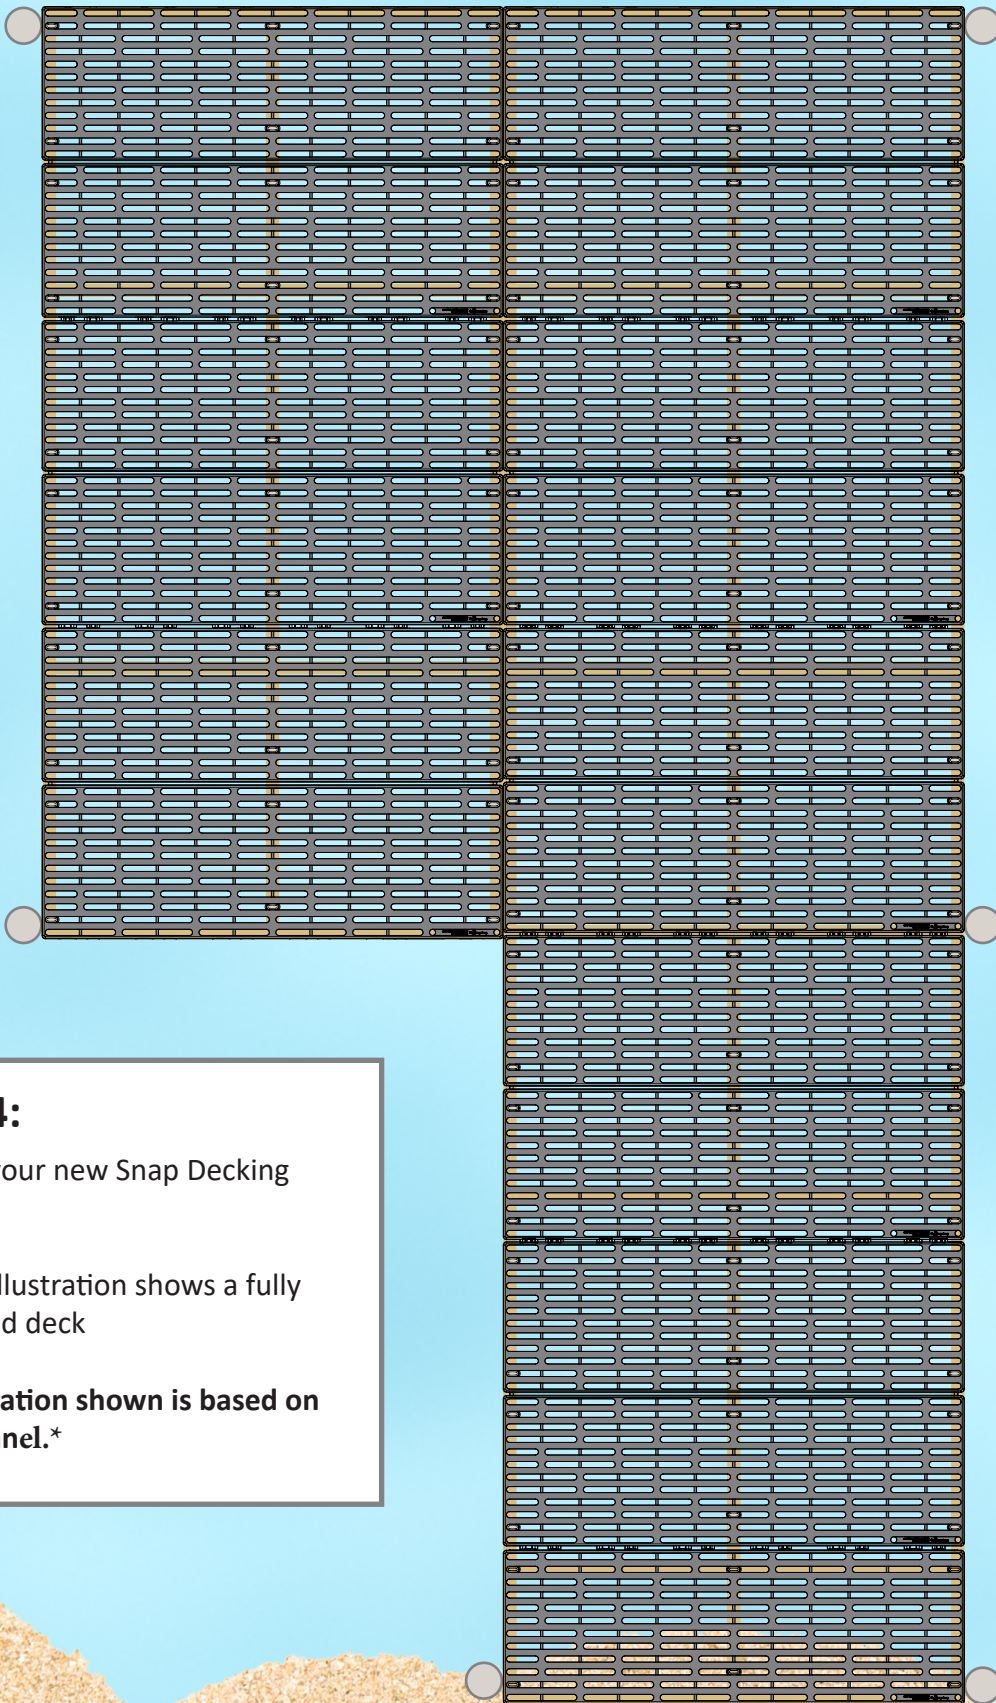 4:
our new Snap Decking
llustration shows a fully
d deck
ation shown is based on
nel.*